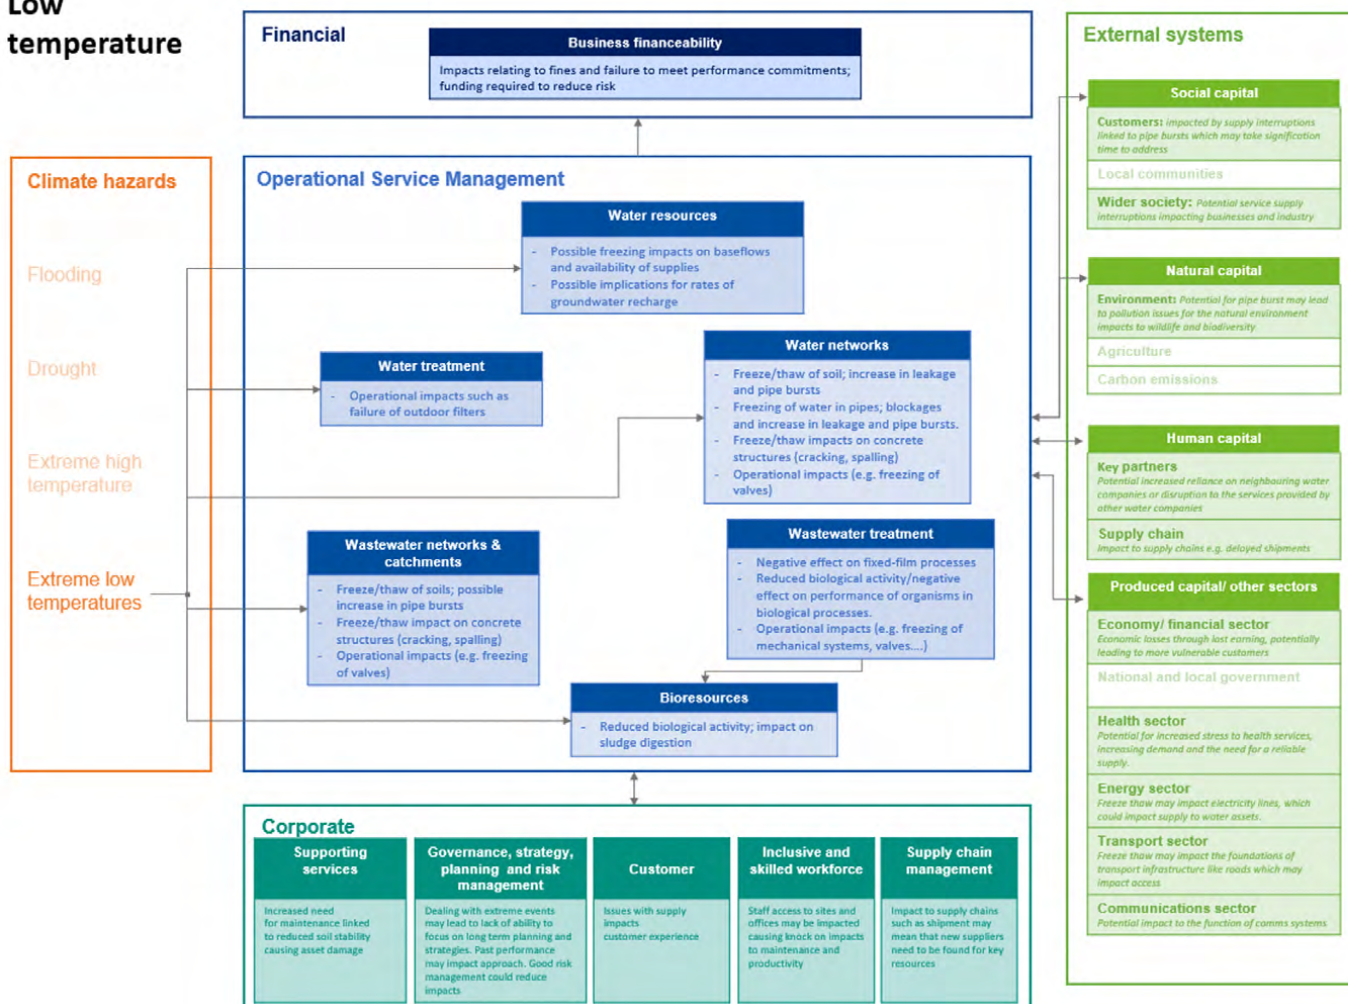 Low
temperature
Financial
Business financeability
Impacts relating to fines and failure to meet performance commitments;
funding required to reduce risk
Climate hazards
Flooding
Drought
Extreme high
temperature
Extreme low
temperatures
Operational Service Management
Water resources
- Possible freezing impacts on baseflows
and availability of supplies
- Possible implications for rates of
groundwater recharge
Water treatment
- Operational impacts such as
failure of outdoor filters
Water networks
- Freeze/thaw of soil; increase in leakage
and pipe bursts
- Freezing of water in pipes; blockages
and increase in leakage and pipe bursts.
- Freeze/thaw impacts on concrete
structures (cracking, spalling)
- Operational impacts (e.g. freezing of
valves)
Wastewater networks &
catchments
- Freeze/thaw of soils; possible
increase in pipe bursts
- Freeze/thaw impact on concrete
structures (cracking, spalling)
- Operational impacts (e.g. freezing
of valves)
Wastewater treatment
- Negative effect on fixed-film processes
- Reduced biological activity/negative
effect on performance of organisms in
biological processes.
- Operational impacts (e.g. freezing of
mechanical systems, valves....)
Bioresources
- Reduced biological activity; impact on
sludge digestion
Corporate
Supporting
services
Increased need
for maintenance linked
to reduced soil stability
causing asset damage
Governance, strategy,
planning and risk
management
Dealing with extreme events
may lead to lack of ability to
focus on long term planning and
strategies. Past performance
may impact approach. Good risk
management could reduce
impacts
Customer
Issues with supply
impacts
customer experience
Inclusive and
skilled workforce
Staff access to sites and
offices may be impacted
causing knock on impacts
to maintenance and
productivity
Supply chain
management
Impact to supply chains
such as shipment may
mean that new suppliers
need to be found for key
resources
External systems
Social capital
Customers: impacted by supply interruptions
linked to pipe bursts which may take signification
time to address
Local communities
Wider society: Potential service supply
interruptions impacting businesses and industry
Natural capital
Environment: Potential for pipe burst may lead
to pollution issues for the natural environment
impacts to wildlife and biodiversity
Agriculture
Carbon emissions
Human capital
Key partners
Potential increased reliance on neighbouring water
companies or disruption to the services provided by
other water companies
Supply chain
Impact to supply chains e.g. delayed shipments
Produced capital/ other sectors
Economy/ financial sector
Economic losses through lost earning, potentially
leading to more vulnerable customers
National and local government
Health sector
Potential for increased stress to health services,
increasing demand and the need for a reliable
supply.
Energy sector
Freeze thaw may impact electricity lines, which
could impact supply to water assets.
Transport sector
Freeze thaw may impact the foundations of
transport infrastructure like roads which may
impact access
Communications sector
Potential impact to the function of comms systems